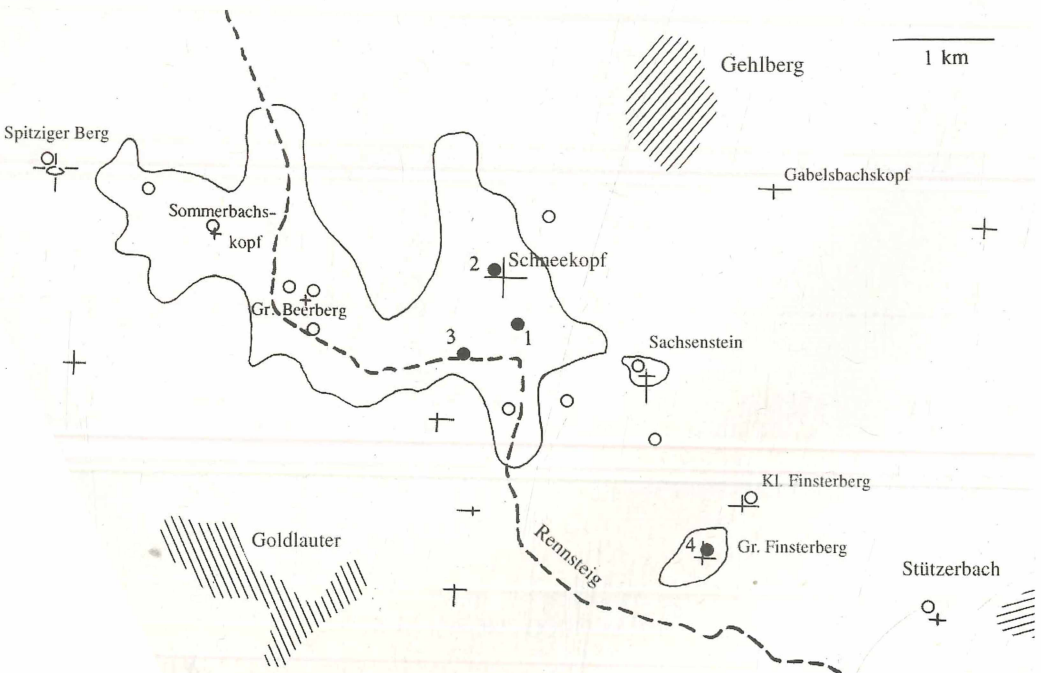 Gehlberg
1 km
Spitziger Berg
Gabelsbachskopf
Sommerbachs-
kopf
2
Schneekopf
Gr. Beerberg
1
3
Sachsenstein
Kl. Finsterberg
Goldlauter
Rennsteig
4
Gr. Finsterberg
Stützerbach